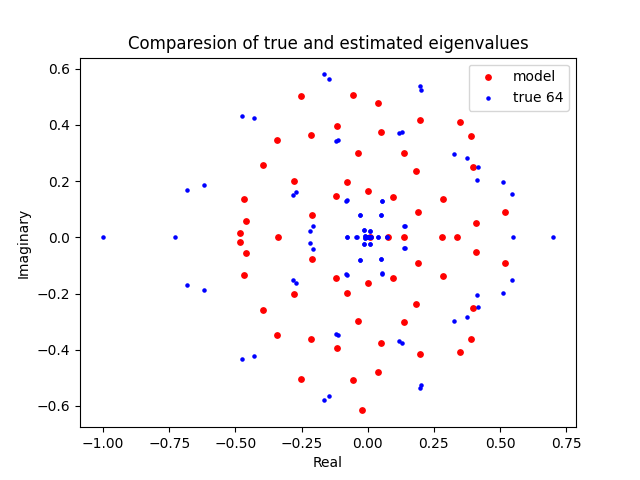 Comparesion of true and estimated eigenvalues
model
true 64
0.6
0.4
0.2
0.0
−0.2
−0.4
−0.6
Imaginary
−1.00 −0.75 −0.50 −0.25 0.00 0.25 0.50 0.75
Real